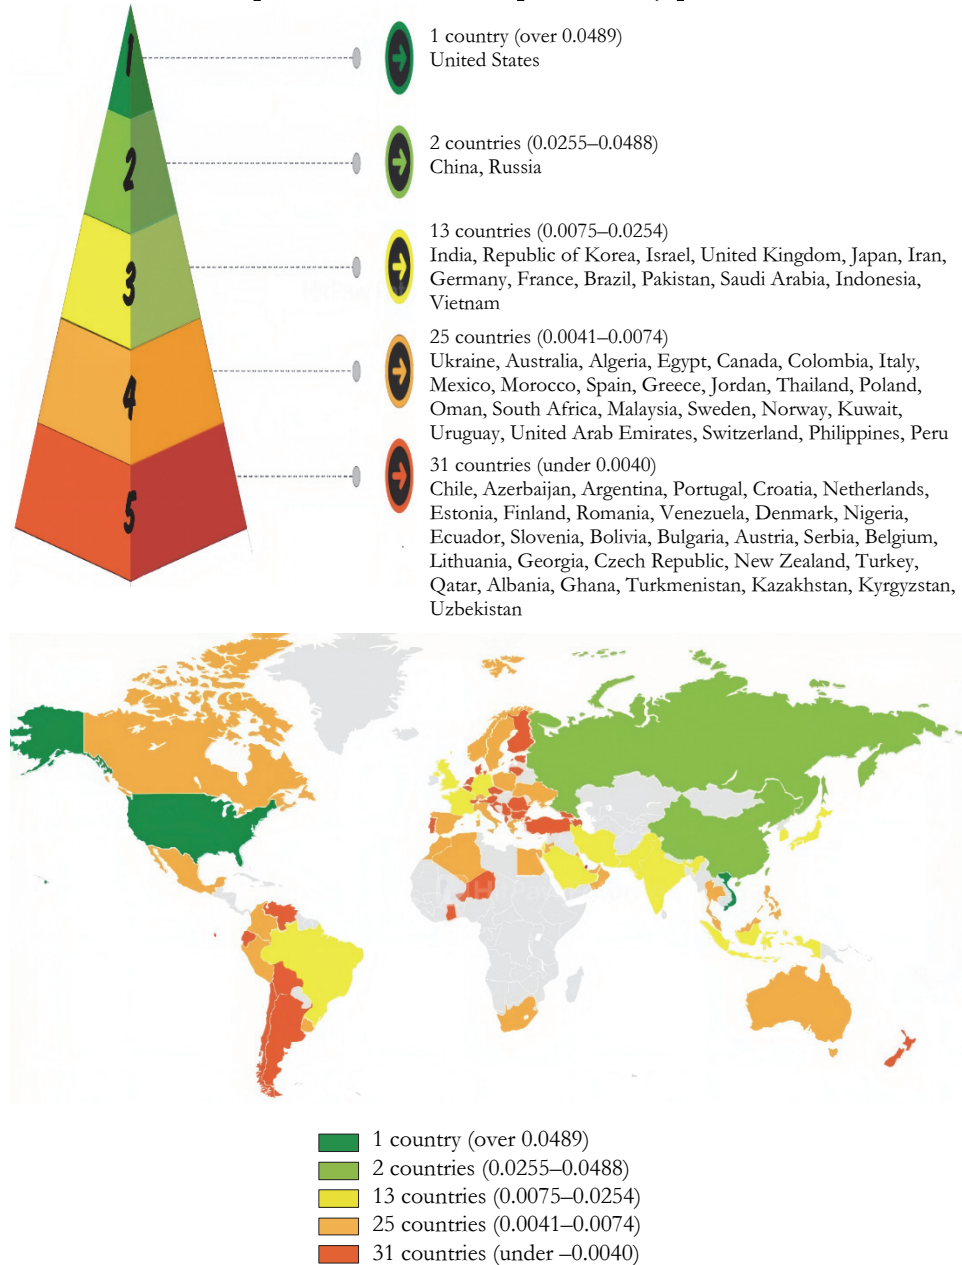 1
2
3
4
5
1 country (over 0.0489)
United States
2 countries (0.0255–0.0488)
China, Russia
13 countries (0.0075–0.0254)
India, Republic of Korea, Israel, United Kingdom, Japan, Iran,
Germany, France, Brazil, Pakistan, Saudi Arabia, Indonesia,
Vietnam
25 countries (0.0041–0.0074)
Ukraine, Australia, Algeria, Egypt, Canada, Colombia, Italy,
Mexico, Morocco, Spain, Greece, Jordan, Thailand, Poland,
Oman, South Africa, Malaysia, Sweden, Norway, Kuwait,
Uruguay, United Arab Emirates, Switzerland, Philippines, Peru
31 countries (under 0.0040)
Chile, Azerbaijan, Argentina, Portugal, Croatia, Netherlands,
Estonia, Finland, Romania, Venezuela, Denmark, Nigeria,
Ecuador, Slovenia, Bolivia, Bulgaria, Austria, Serbia, Belgium,
Lithuania, Georgia, Czech Republic, New Zealand, Turkey,
Qatar, Albania, Ghana, Turkmenistan, Kazakhstan, Kyrgyzstan,
Uzbekistan
1 country (over 0.0489)
2 countries (0.0255–0.0488)
13 countries (0.0075–0.0254)
25 countries (0.0041–0.0074)
31 countries (under –0.0040)